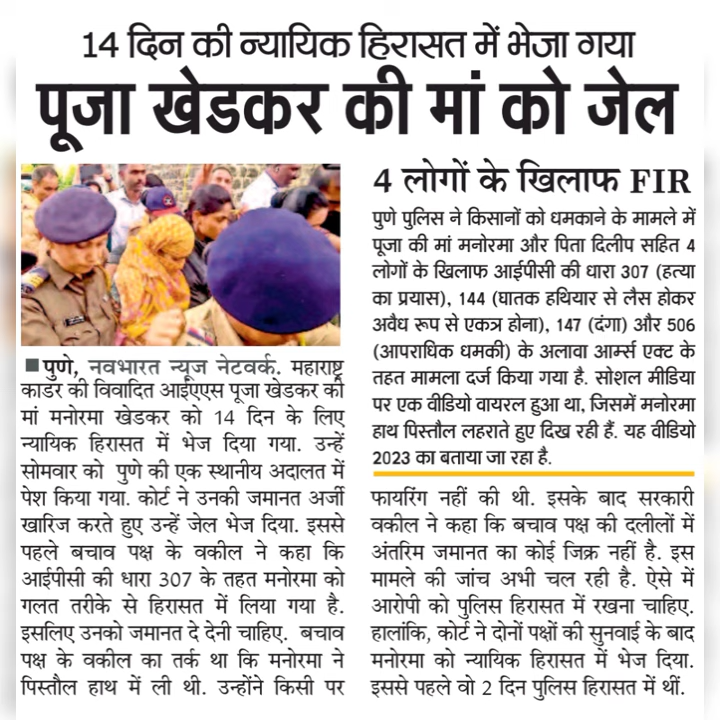 14 दिन की न्यायिक हिरासत में भेजा गया
पूजा खेडकर की मां को जेल
■ पुणे, नवभारत न्यूज नेटवर्क. महाराष्ट्र
काडर की विवादित आईएएस पूजा खेडकर की
मां मनोरमा खेडकर को 14 दिन के लिए
न्यायिक हिरासत में भेज दिया गया. उन्हें
सोमवार को पुणे की एक स्थानीय अदालत में
पेश किया गया. कोर्ट ने उनकी जमानत अर्जी
खारिज करते हुए उन्हें जेल भेज दिया. इससे
पहले बचाव पक्ष के वकील ने कहा कि
आईपीसी की धारा 307 के तहत मनोरमा को
गलत तरीके से हिरासत में लिया गया है.
इसलिए उनको जमानत दे देनी चाहिए. बचाव
पक्ष के वकील का तर्क था कि मनोरमा ने
पिस्तौल हाथ में ली थी. उन्होंने किसी पर
4 लोगों के खिलाफ FIR
पुणे पुलिस ने किसानों को धमकाने के मामले में
पूजा की मां मनोरमा और पिता दिलीप सहित 4
लोगों के खिलाफ आईपीसी की धारा 307 (हत्या
का प्रयास), 144 (घातक हथियार से लैस होकर
अवैध रूप से एकत्र होना), 147 (दंगा) और 506
(आपराधिक धमकी) के अलावा आर्म्स एक्ट के
तहत मामला दर्ज किया गया है. सोशल मीडिया
पर एक वीडियो वायरल हुआ था, जिसमें मनोरमा
हाथ पिस्तौल लहराते हुए दिख रही हैं. यह वीडियो
2023 का बताया जा रहा है.
फायरिंग नहीं की थी. इसके बाद सरकारी
वकील ने कहा कि बचाव पक्ष की दलीलों में
अंतरिम जमानत का कोई जिक्र नहीं है. इस
मामले की जांच अभी चल रही है. ऐसे में
आरोपी को पुलिस हिरासत में रखना चाहिए.
हालांकि, कोर्ट ने दोनों पक्षों की सुनवाई के बाद
मनोरमा को न्यायिक हिरासत में भेज दिया.
इससे पहले वो 2 दिन पुलिस हिरासत में थीं.